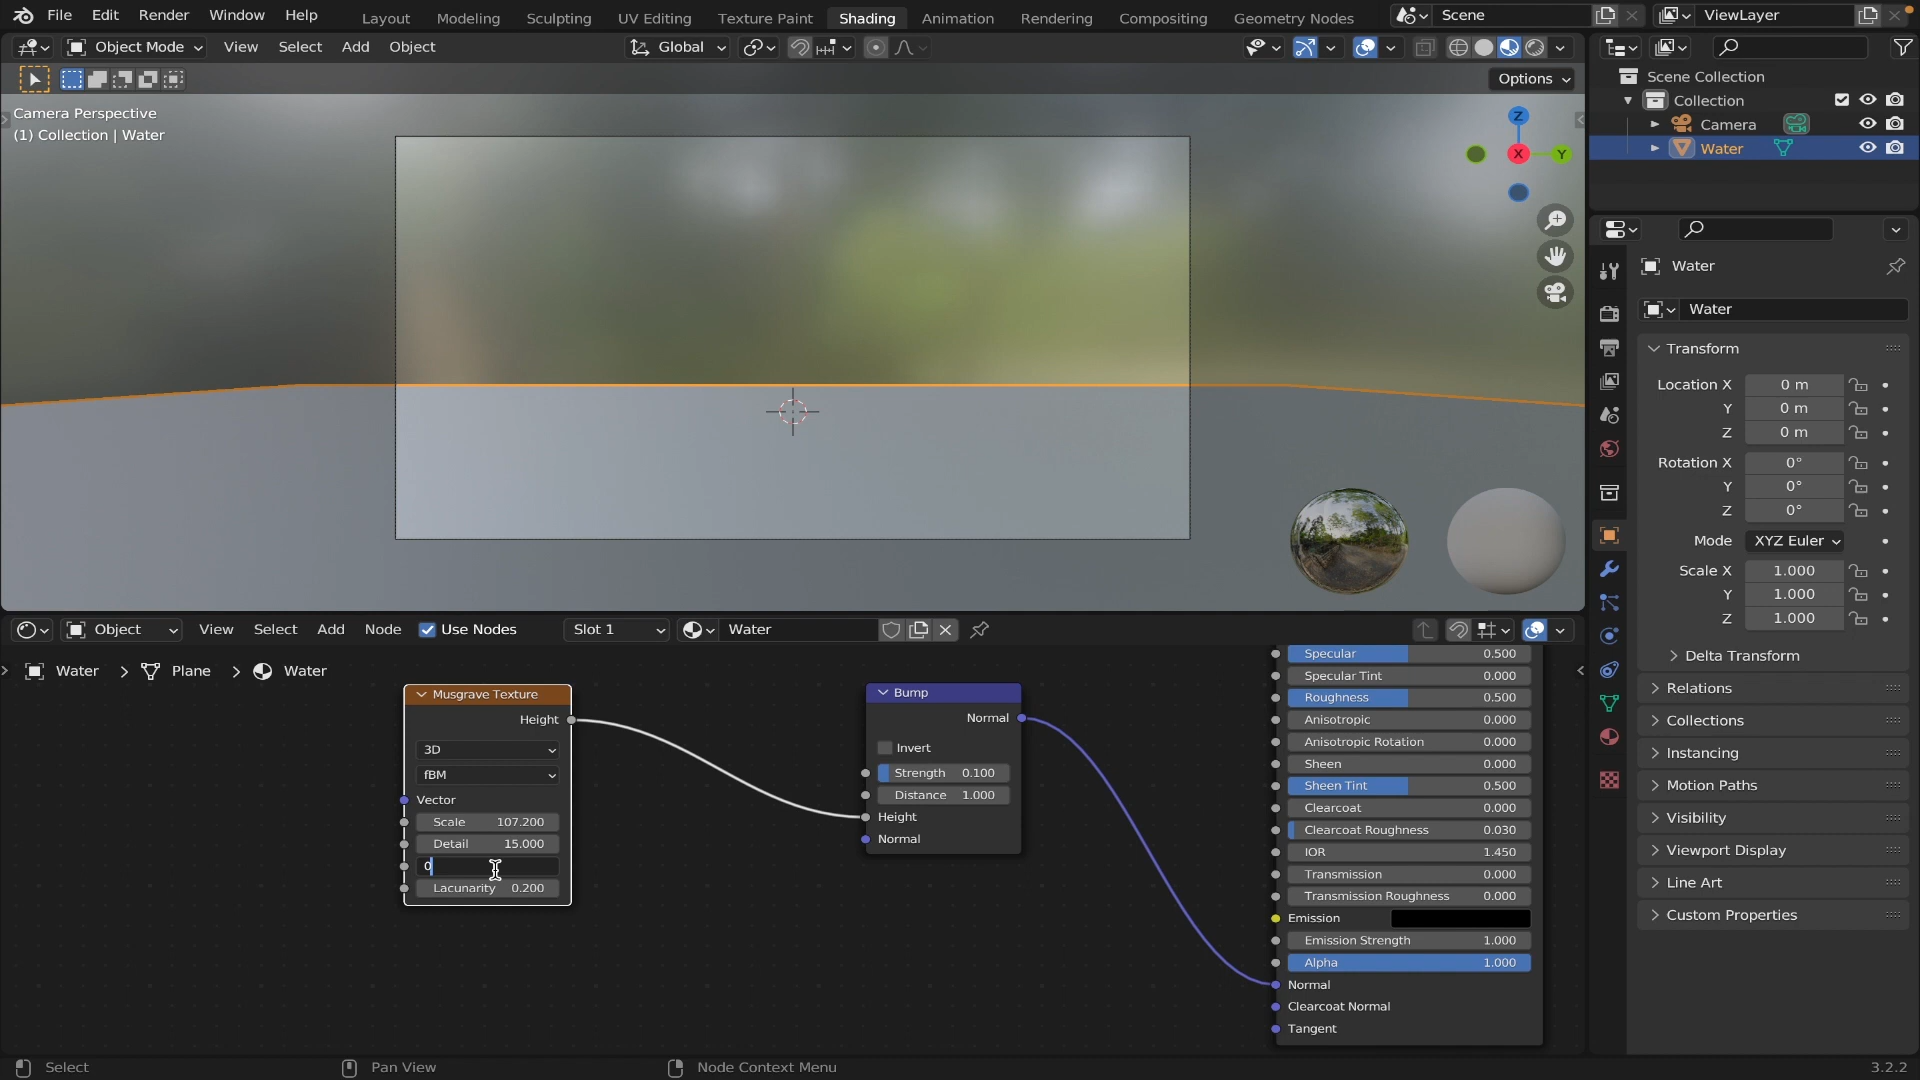 File Edit Render Window Help Layout Modeling Sculpting UV Editing Texture Paint Shading Animation Rendering Compositing Geometry Nodes Scene ViewLayer
Object Mode View Select Add Object Global
Options
Camera Perspective
(1) Collection | Water
Z
X
Y
Scene Collection
Collection
Camera
Water
Water
Water
Transform
Location X 0 m
Y 0 m
Z 0 m
Rotation X 0°
Y 0°
Z 0°
Mode XYZ Euler
Scale X 1.000
Y 1.000
Z 1.000
Delta Transform
Relations
Collections
Instancing
Motion Paths
Visibility
Viewport Display
Line Art
Custom Properties
Object View Select Add Node Use Nodes Slot 1 Water
Water > Plane > Water
Musgrave Texture
Height
3D
fBM
Vector
Scale 107.200
Detail 15.000
0
Lacunarity 0.200
Bump
Normal
Invert
Strength 0.100
Distance 1.000
Height
Normal
Specular 0.500
Specular Tint 0.000
Roughness 0.500
Anisotropic 0.000
Anisotropic Rotation 0.000
Sheen 0.000
Sheen Tint 0.500
Clearcoat 0.000
Clearcoat Roughness 0.030
IOR 1.450
Transmission 0.000
Transmission Roughness 0.000
Emission
Emission Strength 1.000
Alpha 1.000
Normal
Clearcoat Normal
Tangent
Select Pan View Node Context Menu 3.2.2